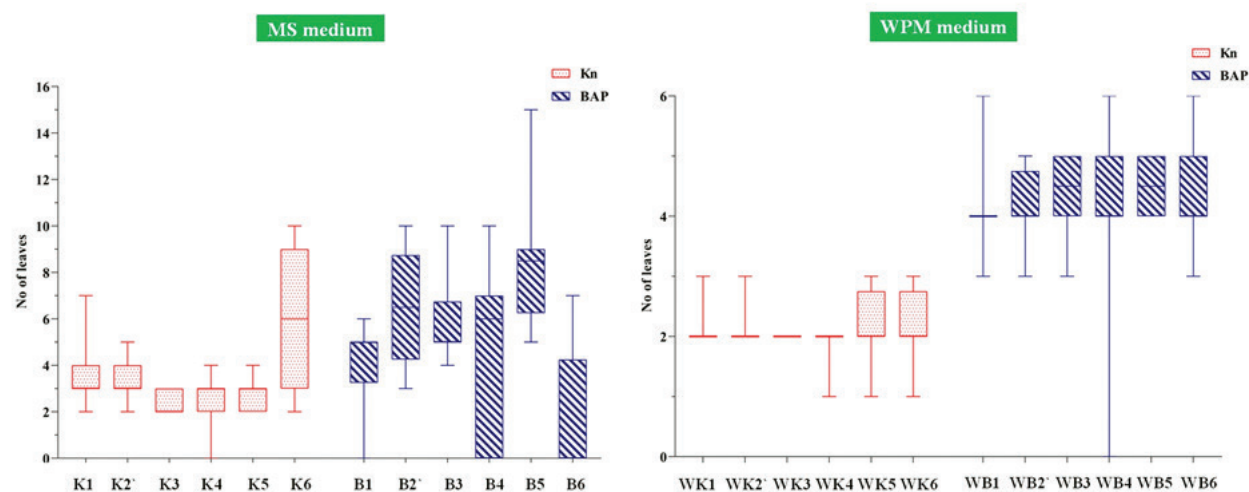 MS medium
Kn
BAP
16
14
12
10
8
6
4
2
0
No of leaves
K1 K2` K3 K4 K5 K6 B1 B2` B3 B4 B5 B6
WPM medium
Kn
BAP
6
4
2
0
No of leaves
WK1 WK2` WK3 WK4 WK5 WK6 WB1 WB2` WB3 WB4 WB5 WB6